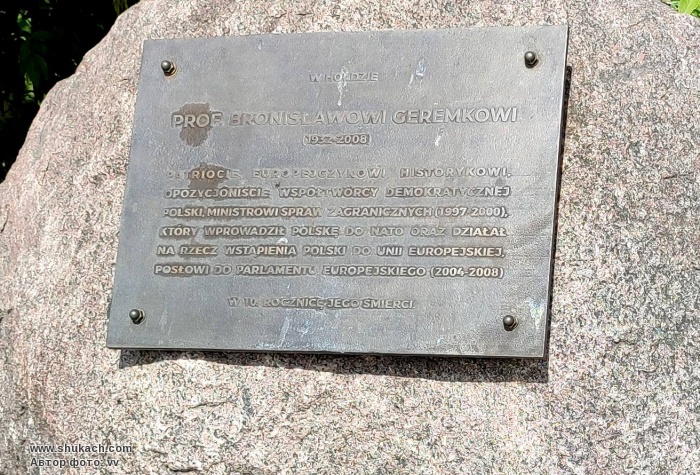 W HOŁDZIE
PROF. BRONISŁAWOWI GEREMKOWI
(1932-2008)
PATRIOCIE, EUROPEJCZYKOWI, HISTORYKOWI,
OPOZYCJONIŚCIE, WSPÓŁTWÓRCY DEMOKRATYCZNEJ
POLSKI, MINISTROWI SPRAW ZAGRANICZNYCH (1997-2000),
KTÓRY WPROWADZIŁ POLSKĘ DO NATO ORAZ DZIAŁAŁ
NA RZECZ WSTĄPIENIA POLSKI DO UNII EUROPEJSKIEJ,
POSŁOWI DO PARLAMENTU EUROPEJSKIEGO (2004-2008)
W 10. ROCZNICĘ JEGO ŚMIERCI
www.shukach.com
Автор фото: vv